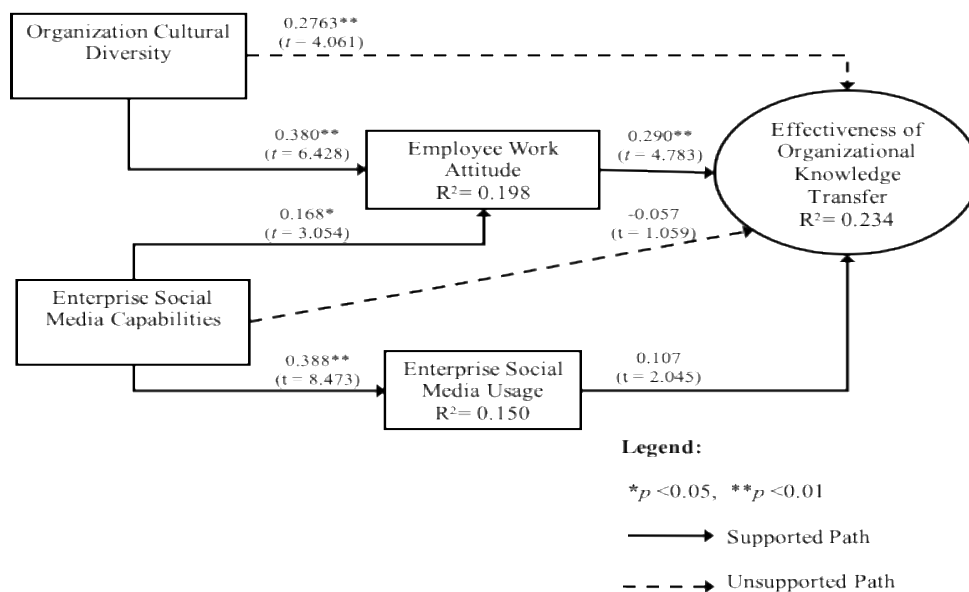 0.2763**
(t = 4.061)
Organization Cultural
Diversity
0.380**
(t = 6.428)
Employee Work
Attitude
R²= 0.198
0.290**
(t = 4.783)
Effectiveness of
Organizational
Knowledge
Transfer
R²= 0.234
0.168*
(t = 3.054)
-0.057
(t = 1.059)
Enterprise Social
Media Capabilities
0.388**
(t = 8.473)
Enterprise Social
Media Usage
R²= 0.150
0.107
(t = 2.045)
Legend:
*p <0.05, **p <0.01
Supported Path
Unsupported Path